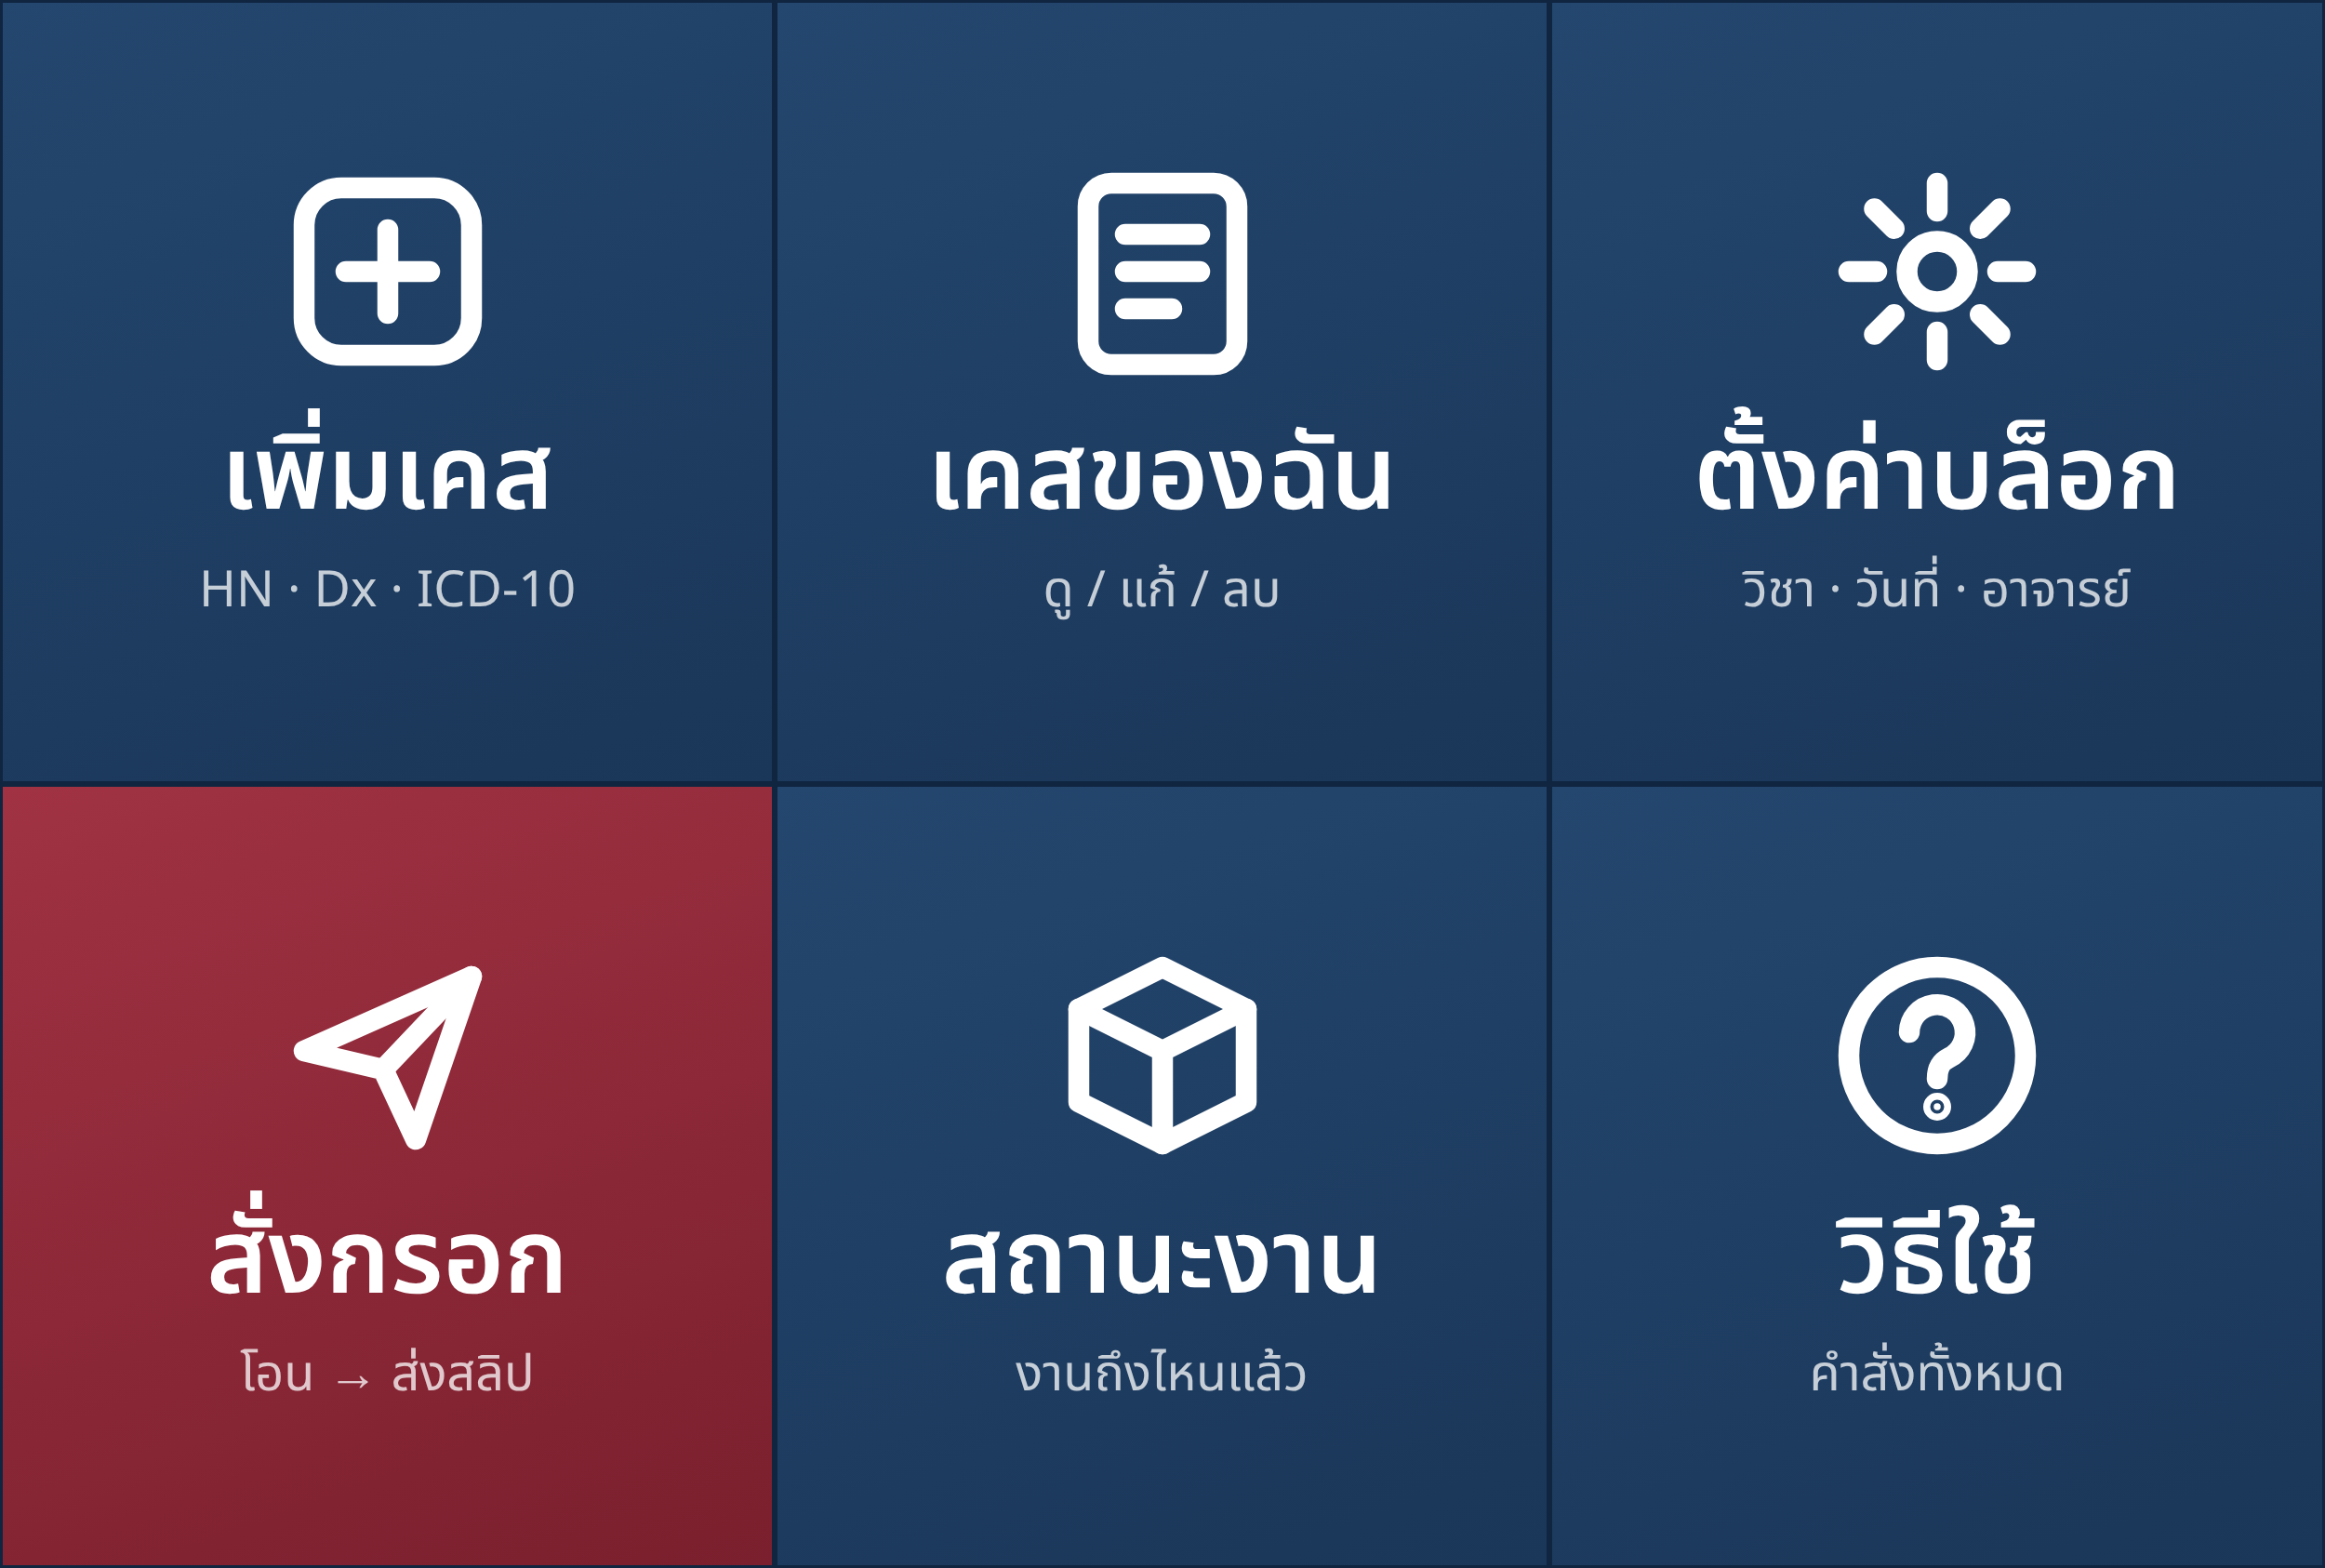 เพิ่มเคส
HN · Dx · ICD-10
เคสของฉัน
ดู / แก้ / ลบ
ตั้งค่าบล็อก
วิชา · วันที่ · อาจารย์
สั่งกรอก
โอน → ส่งสลิป
สถานะงาน
งานถึงไหนแล้ว
วิธีใช้
คำสั่งทั้งหมด